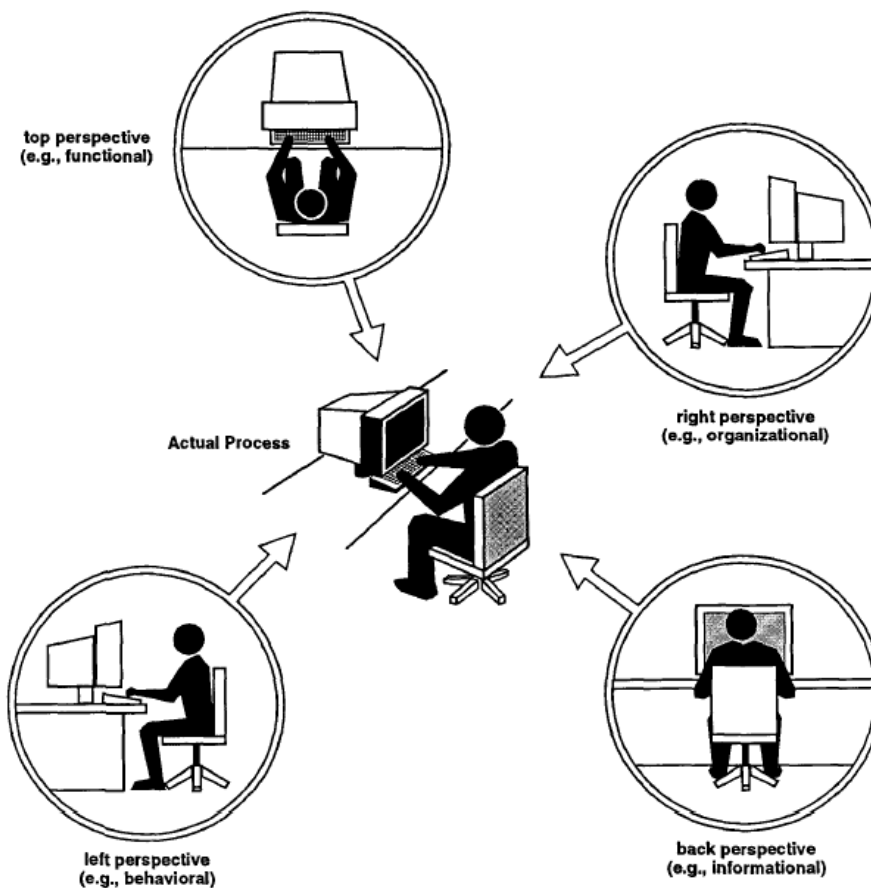 top perspective
(e.g., functional)
right perspective
(e.g., organizational)
Actual Process
left perspective
(e.g., behavioral)
back perspective
(e.g., informational)